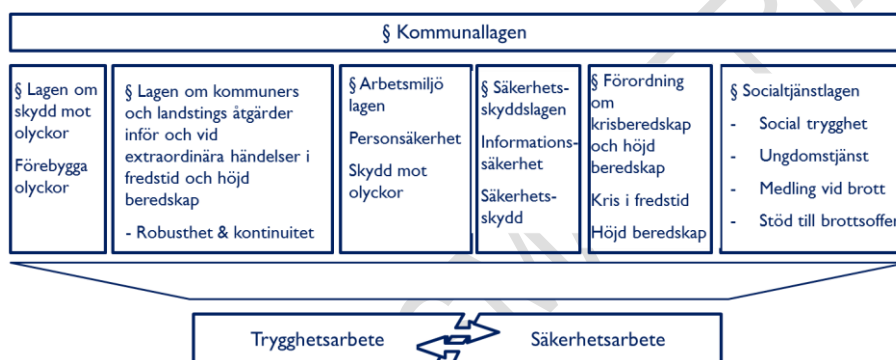 § Kommunallagen
§ Lagen om
skydd mot
olyckor
Förebygga
olyckor
§ Lagen om kommuners
och landstings åtgärder
inför och vid
extraordinära händelser i
fredstid och höjd
beredskap
- Robusthet & kontinuitet
§ Arbetsmiljö
lagen
Personsäkerhet
Skydd mot
olyckor
§ Säkerhets-
skyddslagen
Informations-
säkerhet
Säkerhets-
skydd
§ Förordning
om
krisberedskap
och höjd
beredskap
Kris i fredstid
Höjd beredskap
§ Socialtjänstlagen
- Social trygghet
- Ungdomstjänst
- Medling vid brott
- Stöd till brottsoffer
Trygghetsarbete
Säkerhetsarbete